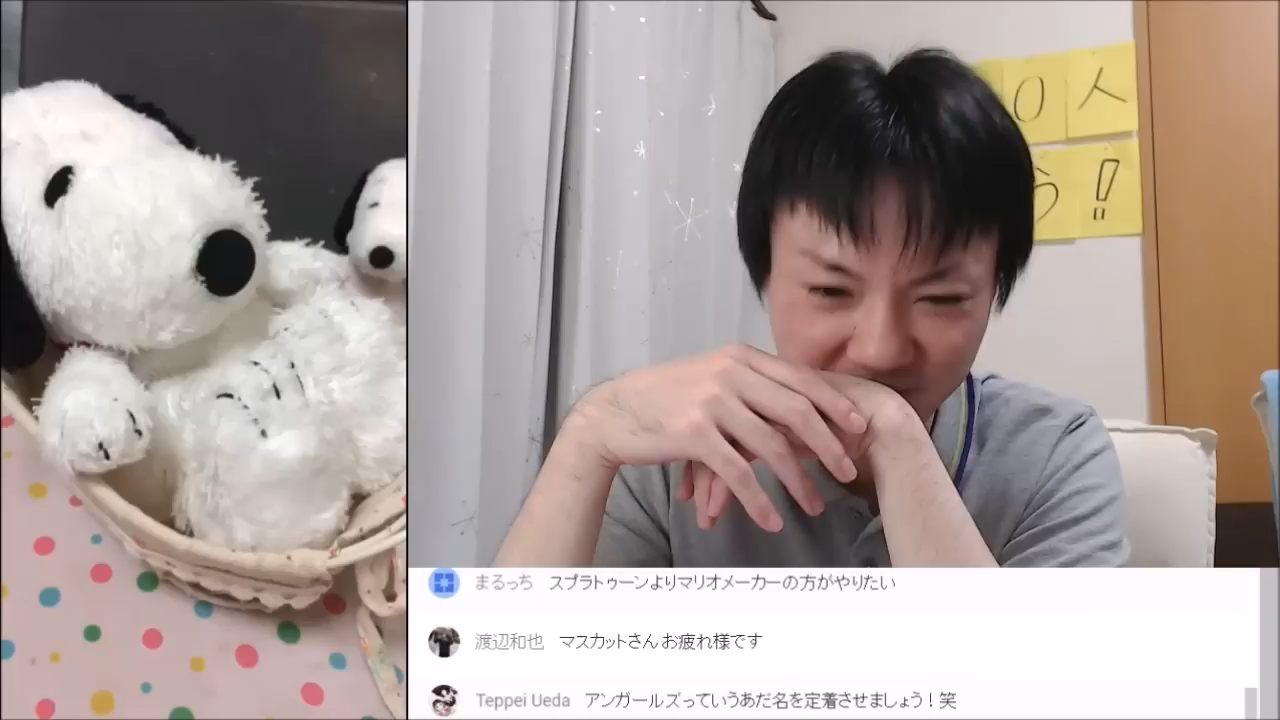 0人
う!
まるっち スプラトゥーンよりマリオメーカーの方がやりたい
渡辺和也 マスカットさんお疲れ様です
Teppei Ueda アンガールズっていうあだ名を定着させましょう！笑